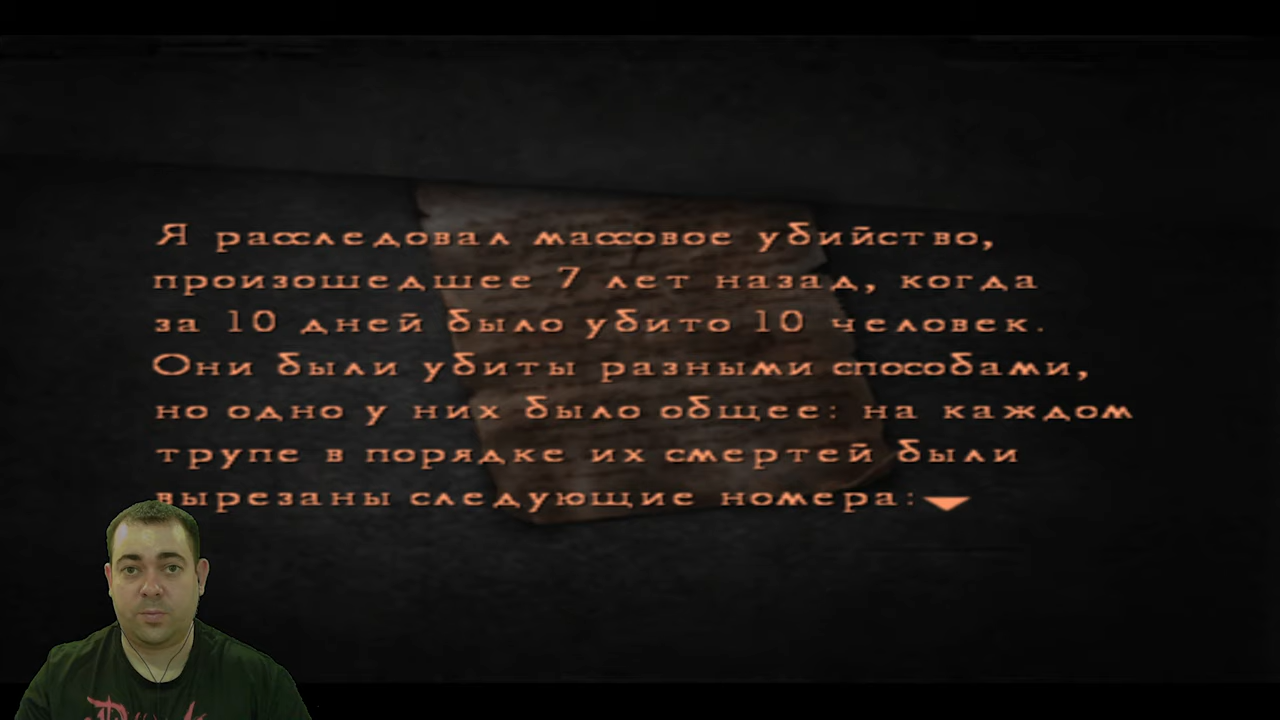 Я расследовал массовое убийство,
произошедшее 7 лет назад, когда
за 10 дней было убито 10 человек.
Они были убиты разными способами,
но одно у них было общее: на каждом
трупе в порядке их смертей были
вырезаны следующие номера: